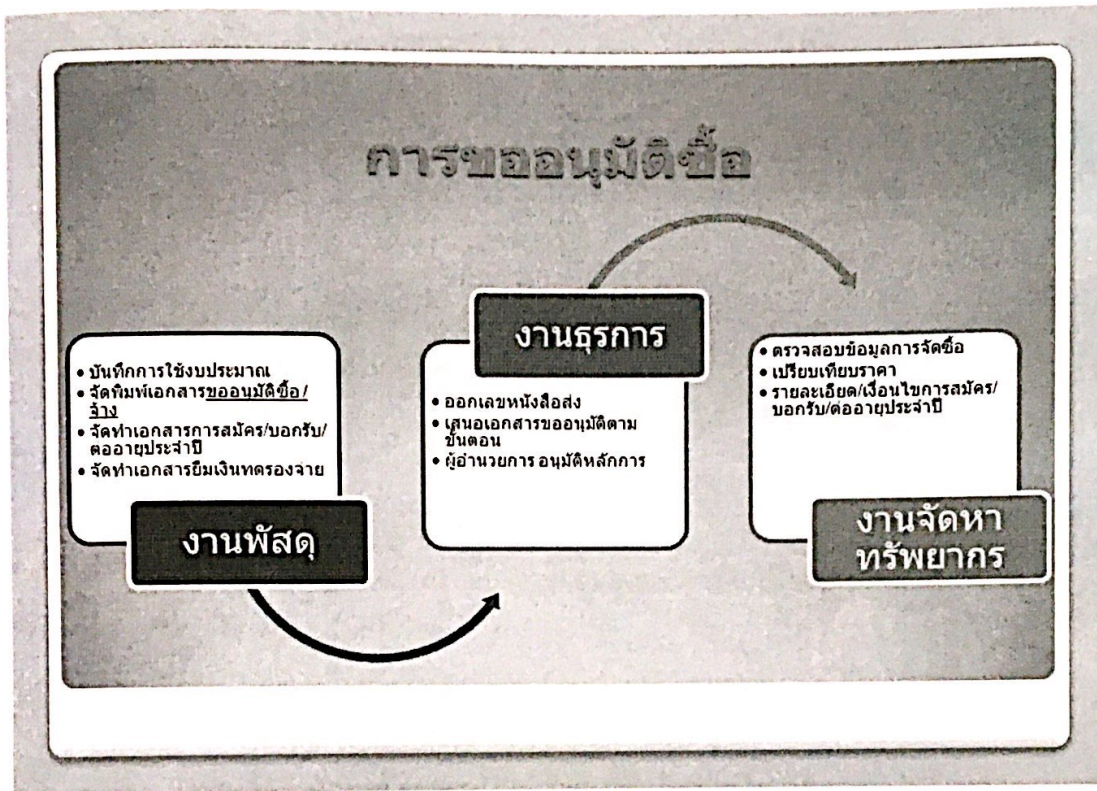 การขออนุมัติซื้อ
• บันทึกการใช้งบประมาณ
• จัดพิมพ์เอกสารขออนุมัติซื้อ/
จ้าง
• จัดทำเอกสารการสมัคร/บอกรับ/
ต่ออายุประจำปี
• จัดทำเอกสารยืมเงินทดรองจ่าย
งานพัสดุ
งานธุรการ
• ออกเลขหนังสือส่ง
• เสนอเอกสารขออนุมัติตาม
ขั้นตอน
• ผู้อำนวยการ อนุมัติหลักการ
• ตรวจสอบข้อมูลการจัดซื้อ
• เปรียบเทียบราคา
• รายละเอียด/เงื่อนไขการสมัคร/
บอกรับ/ต่ออายุประจำปี
งานจัดหา
ทรัพยากร